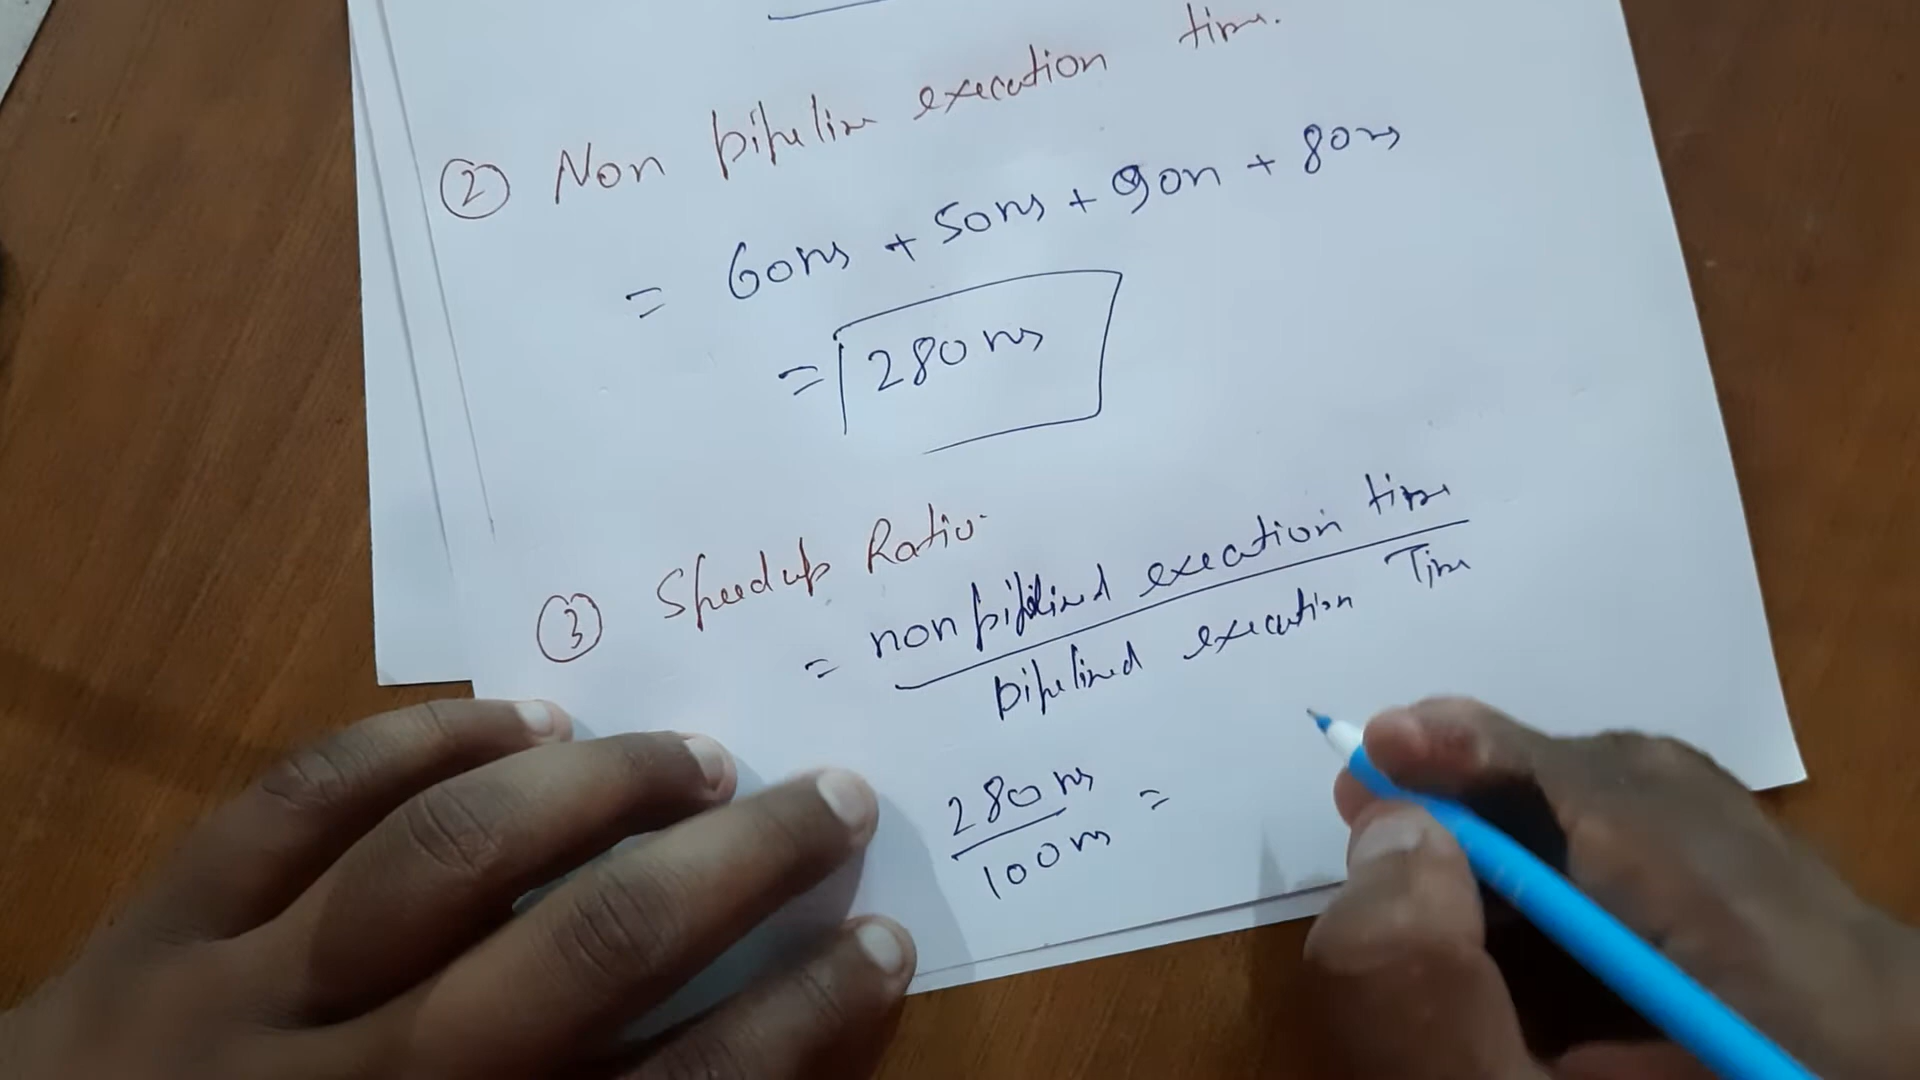 ② Non pipeline execution time.
= 60ns + 50ns + 90n + 80ns
= 280 ns
③ Speedup Ratio
= non pipelined execution time
pipelined execution Time
280 ns =
100 ns